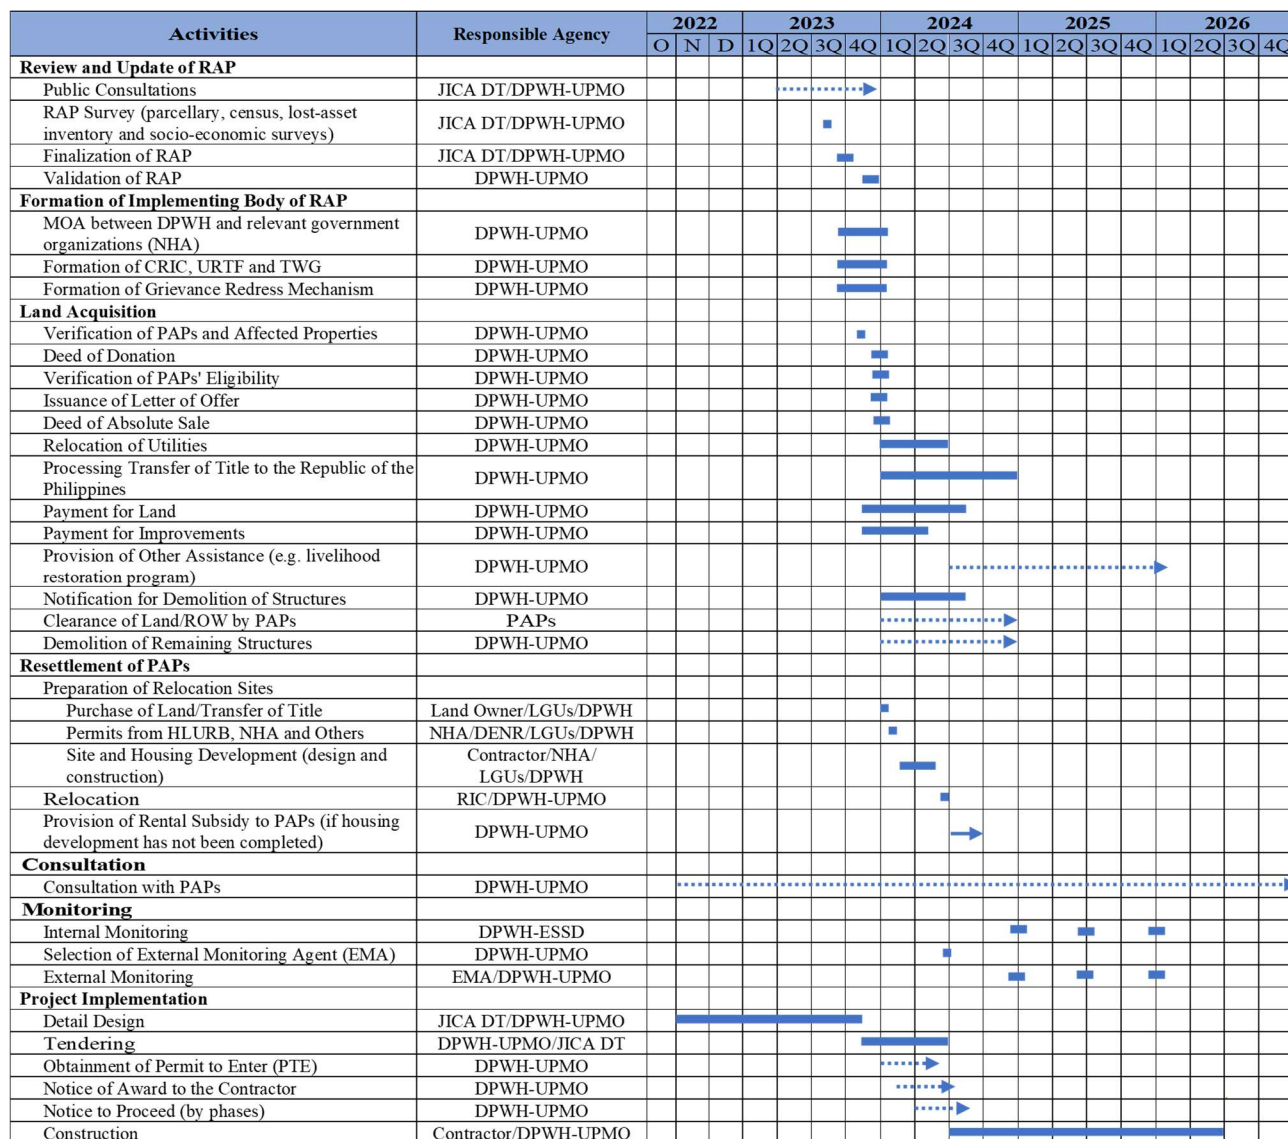 Activities Responsible Agency 2022 2023 2024 2025 2026
O N D 1Q 2Q 3Q 4Q 1Q 2Q 3Q 4Q 1Q 2Q 3Q 4Q 1Q 2Q 3Q 4Q
Review and Update of RAP
Public Consultations JICA DT/DPWH-UPMO
RAP Survey (parcellary, census, lost-asset
inventory and socio-economic surveys) JICA DT/DPWH-UPMO
Finalization of RAP JICA DT/DPWH-UPMO
Validation of RAP DPWH-UPMO
Formation of Implementing Body of RAP
MOA between DPWH and relevant government
organizations (NHA) DPWH-UPMO
Formation of CRIC, URTF and TWG DPWH-UPMO
Formation of Grievance Redress Mechanism DPWH-UPMO
Land Acquisition
Verification of PAPs and Affected Properties DPWH-UPMO
Deed of Donation DPWH-UPMO
Verification of PAPs' Eligibility DPWH-UPMO
Issuance of Letter of Offer DPWH-UPMO
Deed of Absolute Sale DPWH-UPMO
Relocation of Utilities DPWH-UPMO
Processing Transfer of Title to the Republic of the
Philippines DPWH-UPMO
Payment for Land DPWH-UPMO
Payment for Improvements DPWH-UPMO
Provision of Other Assistance (e.g. livelihood
restoration program) DPWH-UPMO
Notification for Demolition of Structures DPWH-UPMO
Clearance of Land/ROW by PAPs PAPs
Demolition of Remaining Structures DPWH-UPMO
Resettlement of PAPs
Preparation of Relocation Sites
Purchase of Land/Transfer of Title Land Owner/LGUs/DPWH
Permits from HLURB, NHA and Others NHA/DENR/LGUs/DPWH
Site and Housing Development (design and Contractor/NHA/
construction) LGUs/DPWH
Relocation RIC/DPWH-UPMO
Provision of Rental Subsidy to PAPs (if housing
development has not been completed) DPWH-UPMO
Consultation
Consultation with PAPs DPWH-UPMO
Monitoring
Internal Monitoring DPWH-ESSD
Selection of External Monitoring Agent (EMA) DPWH-UPMO
External Monitoring EMA/DPWH-UPMO
Project Implementation
Detail Design JICA DT/DPWH-UPMO
Tendering DPWH-UPMO/JICA DT
Obtainment of Permit to Enter (PTE) DPWH-UPMO
Notice of Award to the Contractor DPWH-UPMO
Notice to Proceed (by phases) DPWH-UPMO
Construction Contractor/DPWH-UPMO